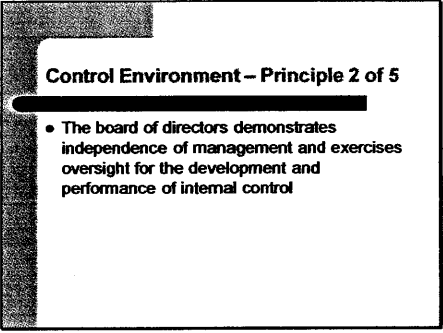 Control Environment – Principle 2 of 5
• The board of directors demonstrates
independence of management and exercises
oversight for the development and
performance of internal control